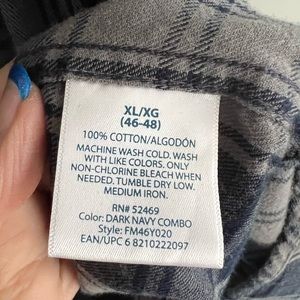 XL/XG
(46-48)
100% COTTON/ALGODÓN
MACHINE WASH COLD. WASH
WITH LIKE COLORS. ONLY
NON-CHLORINE BLEACH WHEN
NEEDED. TUMBLE DRY LOW.
MEDIUM IRON.
RN# 52469
Color: DARK NAVY COMBO
Style: FM46Y020
EAN/UPC 6 8210222097